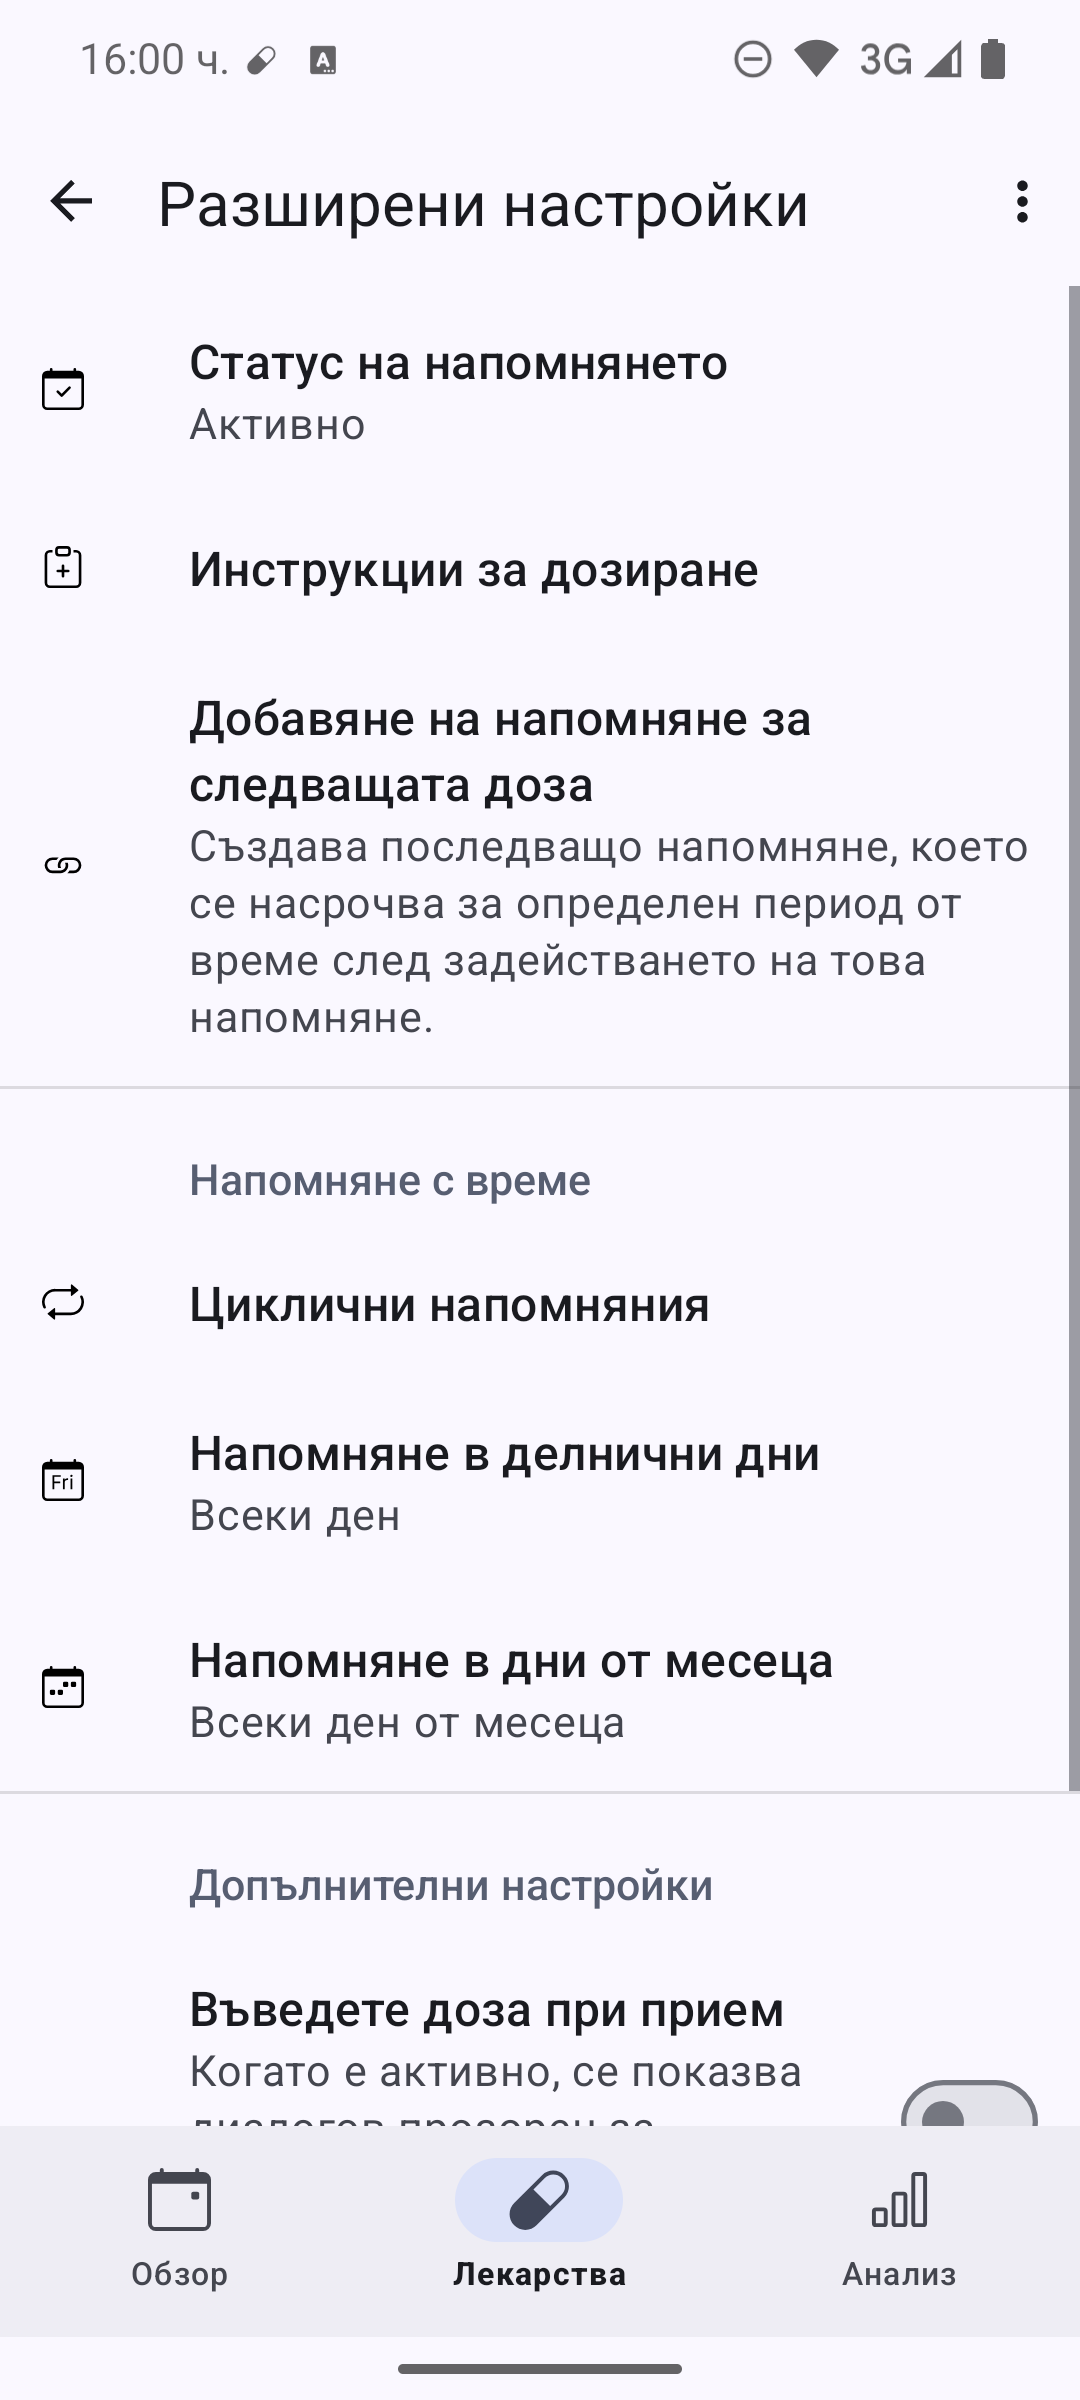 16:00 ч.
3G
Разширени настройки
Статус на напомнянето
Активно
Инструкции за дозиране
Добавяне на напомняне за
следващата доза
Създава последващо напомняне, което
се насрочва за определен период от
време след задействането на това
напомняне.
Напомняне с време
Циклични напомняния
Fri
Напомняне в делнични дни
Всеки ден
Напомняне в дни от месеца
Всеки ден от месеца
Допълнителни настройки
Въведете доза при прием
Когато е активно, се показва
Обзор
Лекарства
Анализ